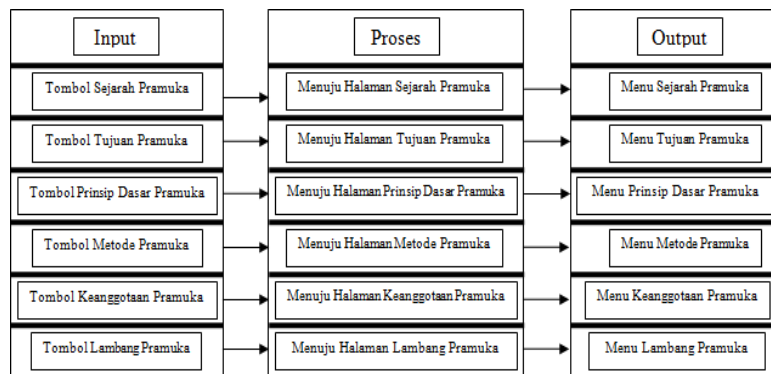 Input Proses Output
Tombol Sejarah Pramuka Menuju Halaman Sejarah Pramuka Menu Sejarah Pramuka
Tombol Tujuan Pramuka Menuju Halaman Tujuan Pramuka Menu Tujuan Pramuka
Tombol Prinsip Dasar Pramuka Menuju Halaman Prinsip Dasar Pramuka Menu Prinsip Dasar Pramuka
Tombol Metode Pramuka Menuju Halaman Metode Pramuka Menu Metode Pramuka
Tombol Keanggotaan Pramuka Menuju Halaman Keanggotaan Pramuka Menu Keanggotaan Pramuka
Tombol Lambang Pramuka Menuju Halaman Lambang Pramuka Menu Lambang Pramuka